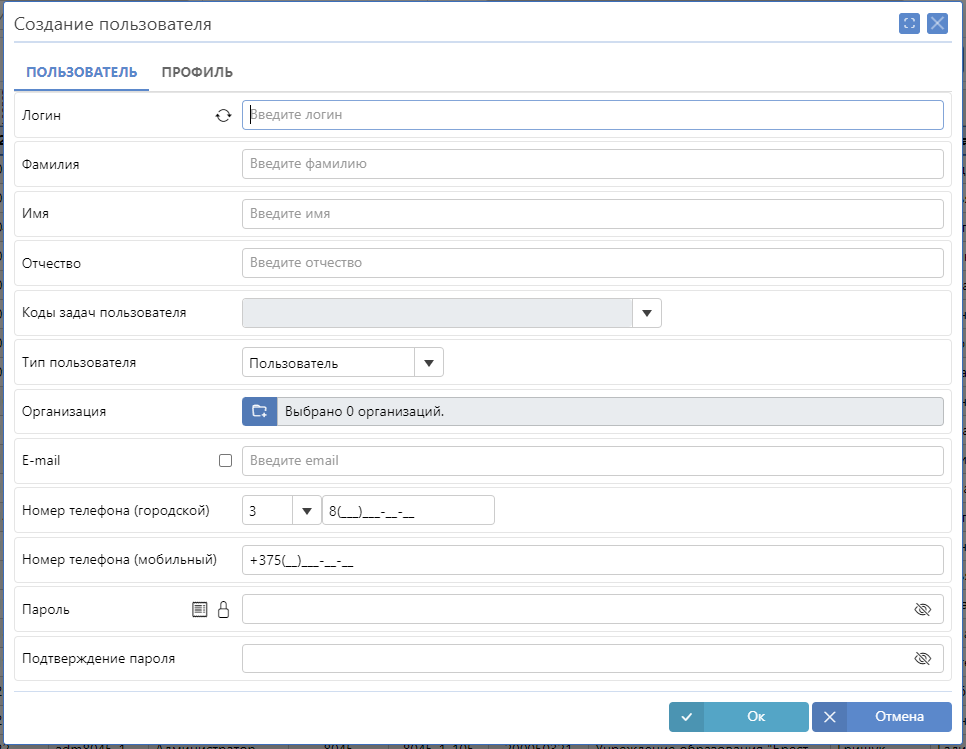 Создание пользователя
ПОЛЬЗОВАТЕЛЬ ПРОФИЛЬ
Логин Введите логин
Фамилия Введите фамилию
Имя Введите имя
Отчество Введите отчество
Коды задач пользователя
Тип пользователя Пользователь
Организация Выбрано 0 организаций.
E-mail Введите email
Номер телефона (городской) 3 8(___)___-__-__
Номер телефона (мобильный) +375(__)___-__-__
Пароль
Подтверждение пароля
Ок Отмена